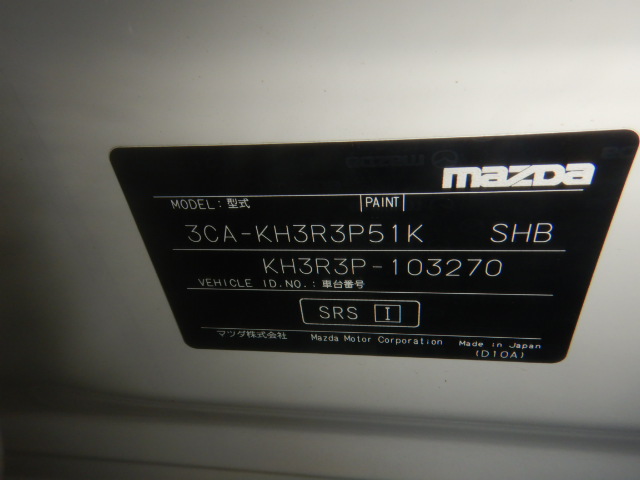 mazda
MODEL: 型式 PAINT
3CA-KH3R3P51K SHB
KH3R3P-103270
VEHICLE ID.NO.: 車台番号
SRS I
マツダ株式会社 Mazda Motor Corporation Made in Japan
(D10A)